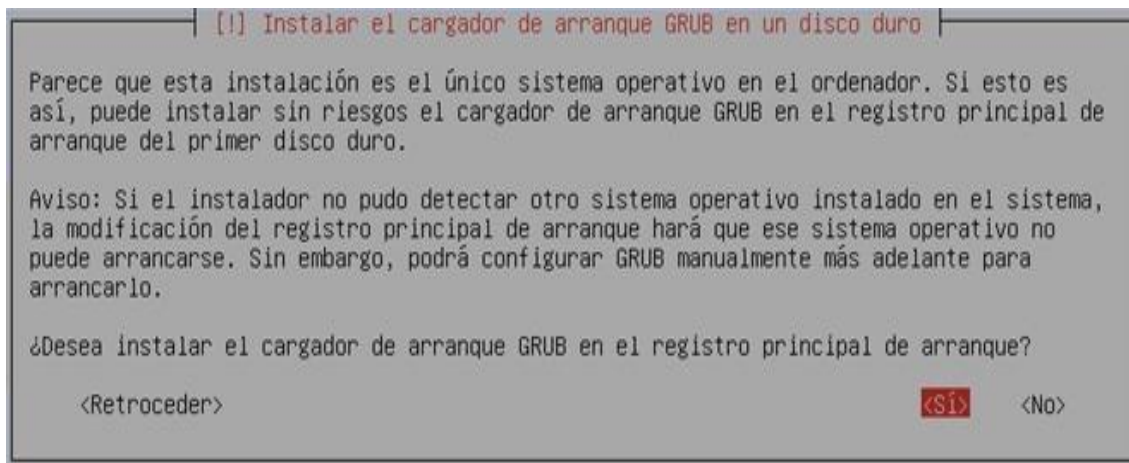 [!] Instalar el cargador de arranque GRUB en un disco duro
Parece que esta instalación es el único sistema operativo en el ordenador. Si esto es
así, puede instalar sin riesgos el cargador de arranque GRUB en el registro principal de
arranque del primer disco duro.
Aviso: Si el instalador no pudo detectar otro sistema operativo instalado en el sistema,
la modificación del registro principal de arranque hará que ese sistema operativo no
puede arrancarse. Sin embargo, podrá configurar GRUB manualmente más adelante para
arrancarlo.
¿Desea instalar el cargador de arranque GRUB en el registro principal de arranque?
<Retroceder> <Sí> <No>